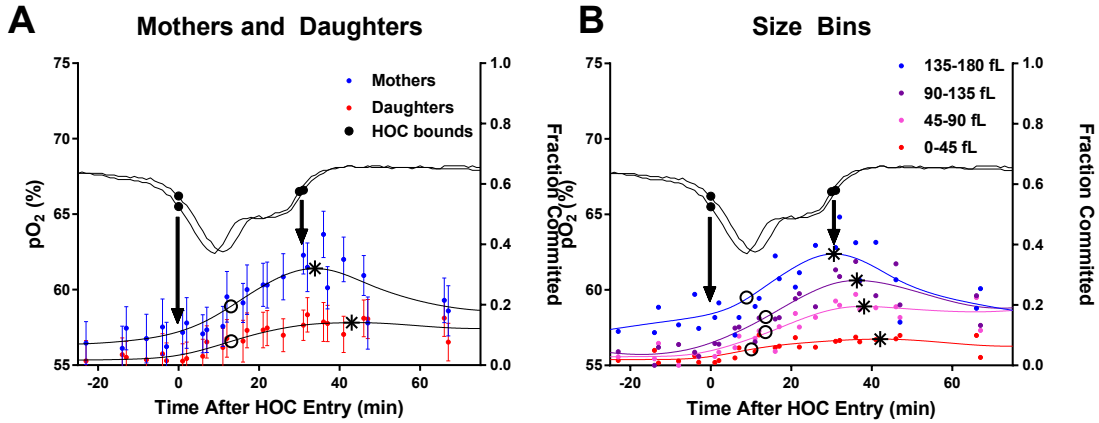 A
Mothers and Daughters
75
70
65
60
55
pO2 (%)
1.0
0.8
0.6
0.4
0.2
0.0
Fraction Committed
Mothers
Daughters
HOC bounds
-20
0
20
40
60
Time After HOC Entry (min)
B
Size Bins
75
70
65
60
55
pO2 (%)
1.0
0.8
0.6
0.4
0.2
0.0
Fraction Committed
135-180 fL
90-135 fL
45-90 fL
0-45 fL
-20
0
20
40
60
Time After HOC Entry (min)